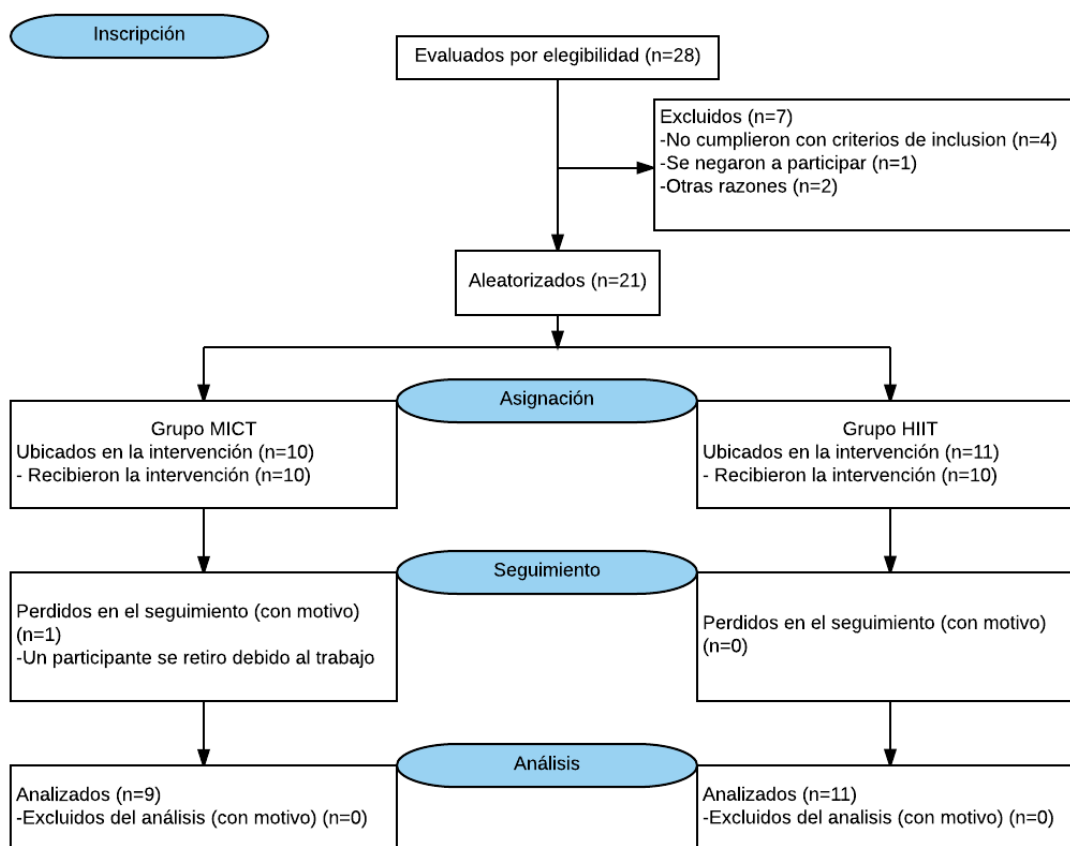 Inscripción
Evaluados por elegibilidad (n=28)
Excluidos (n=7)
-No cumplieron con criterios de inclusion (n=4)
-Se negaron a participar (n=1)
-Otras razones (n=2)
Aleatorizados (n=21)
Asignación
Grupo MICT
Ubicados en la intervención (n=10)
- Recibieron la intervención (n=10)
Grupo HIIT
Ubicados en la intervención (n=11)
- Recibieron la intervención (n=10)
Seguimiento
Perdidos en el seguimiento (con motivo)
(n=1)
-Un participante se retiro debido al trabajo
Perdidos en el seguimiento (con motivo)
(n=0)
Análisis
Analizados (n=9)
-Excluidos del análisis (con motivo) (n=0)
Analizados (n=11)
-Excluidos del analisis (con motivo) (n=0)